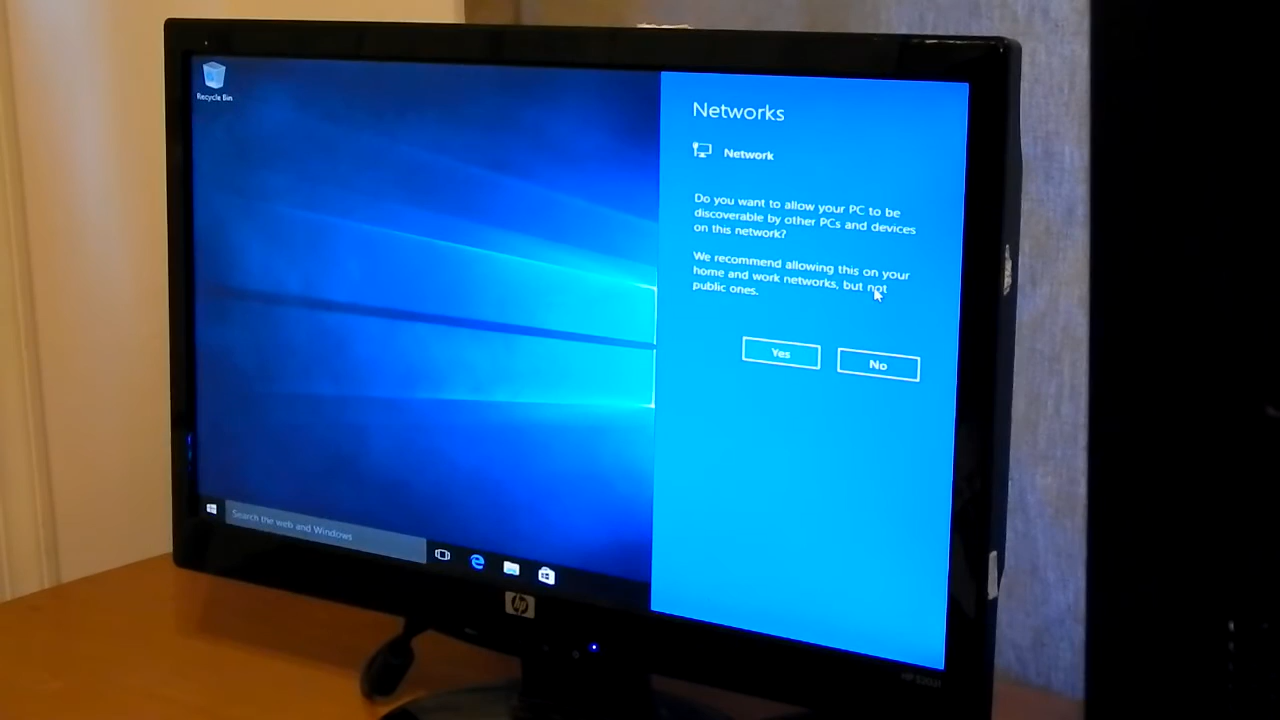 Recycle Bin
Networks
Network
Do you want to allow your PC to be
discoverable by other PCs and devices
on this network?
We recommend allowing this on your
home and work networks, but not
public ones.
Yes
No
Search the web and Windows
hp